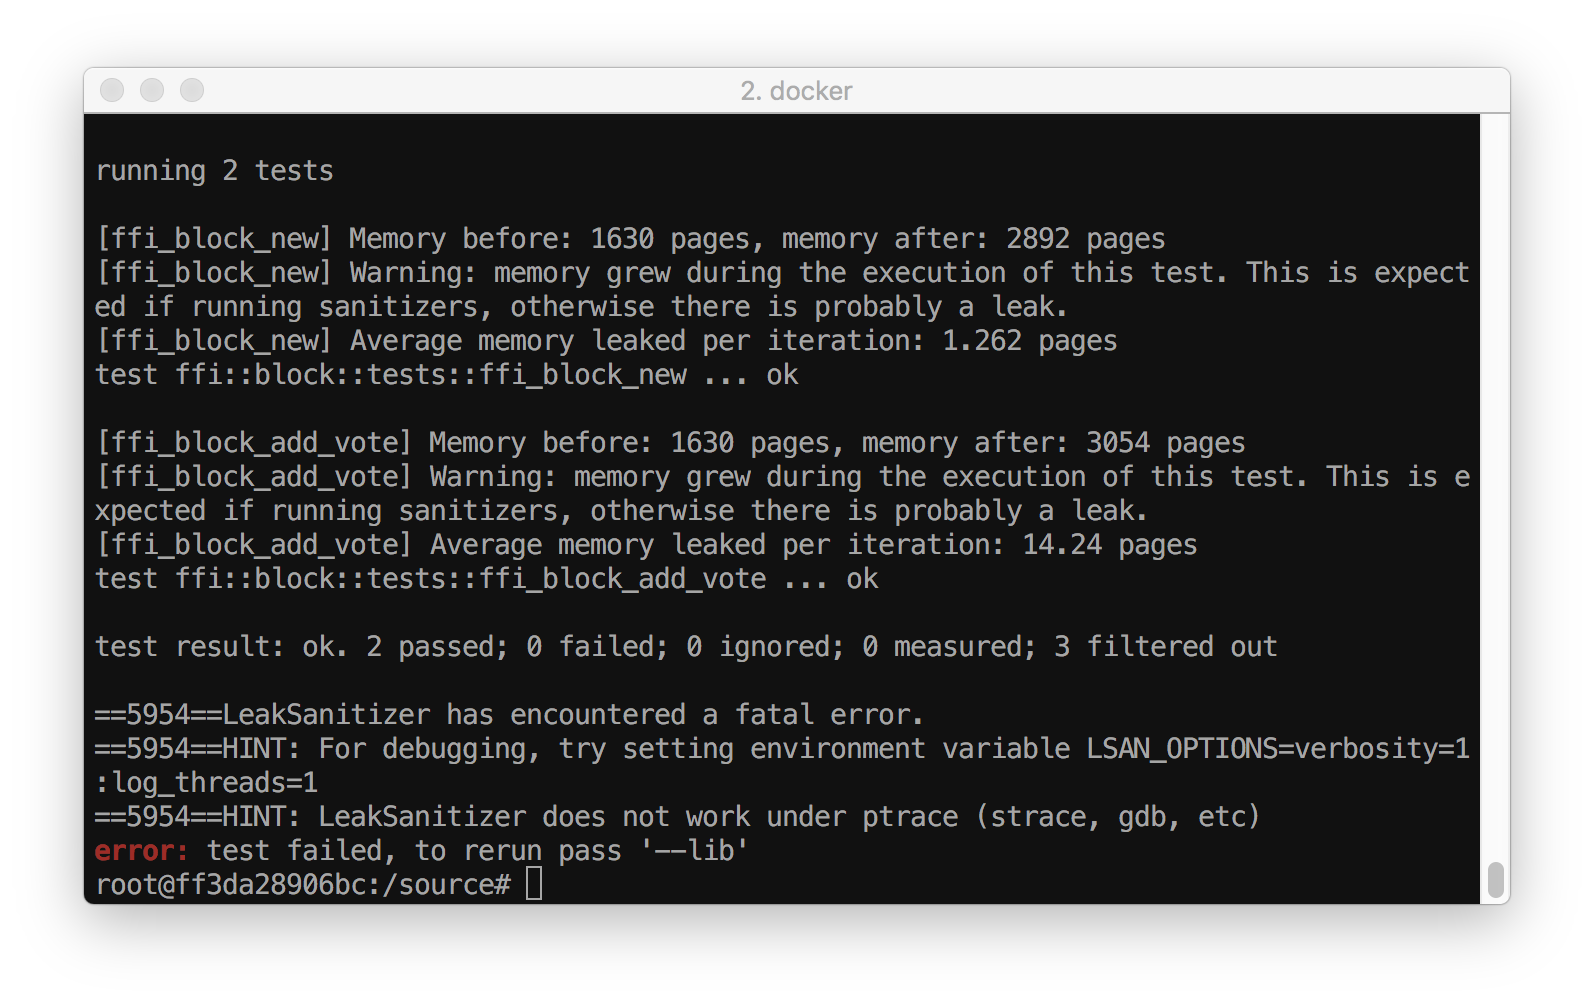 2. docker
running 2 tests
[ffi_block_new] Memory before: 1630 pages, memory after: 2892 pages
[ffi_block_new] Warning: memory grew during the execution of this test. This is expect
ed if running sanitizers, otherwise there is probably a leak.
[ffi_block_new] Average memory leaked per iteration: 1.262 pages
test ffi::block::tests::ffi_block_new ... ok
[ffi_block_add_vote] Memory before: 1630 pages, memory after: 3054 pages
[ffi_block_add_vote] Warning: memory grew during the execution of this test. This is e
xpected if running sanitizers, otherwise there is probably a leak.
[ffi_block_add_vote] Average memory leaked per iteration: 14.24 pages
test ffi::block::tests::ffi_block_add_vote ... ok
test result: ok. 2 passed; 0 failed; 0 ignored; 0 measured; 3 filtered out
==5954==LeakSanitizer has encountered a fatal error.
==5954==HINT: For debugging, try setting environment variable LSAN_OPTIONS=verbosity=1
:log_threads=1
==5954==HINT: LeakSanitizer does not work under ptrace (strace, gdb, etc)
error: test failed, to rerun pass '--lib'
root@ff3da28906bc:/source#